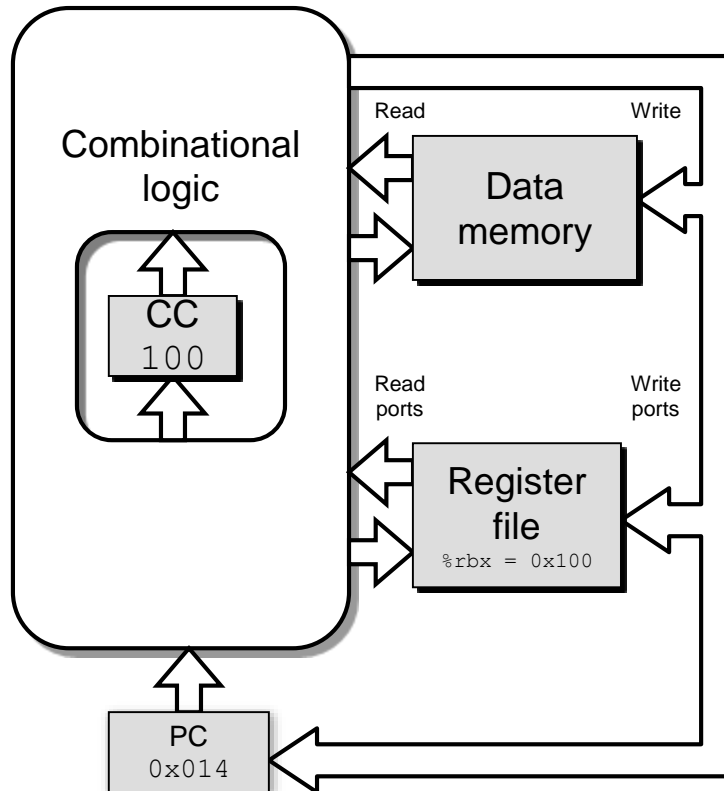 Combinational
logic
CC
100
Read
Write
Data
memory
Read
ports
Write
ports
Register
file
%rbx = 0x100
PC
0x014